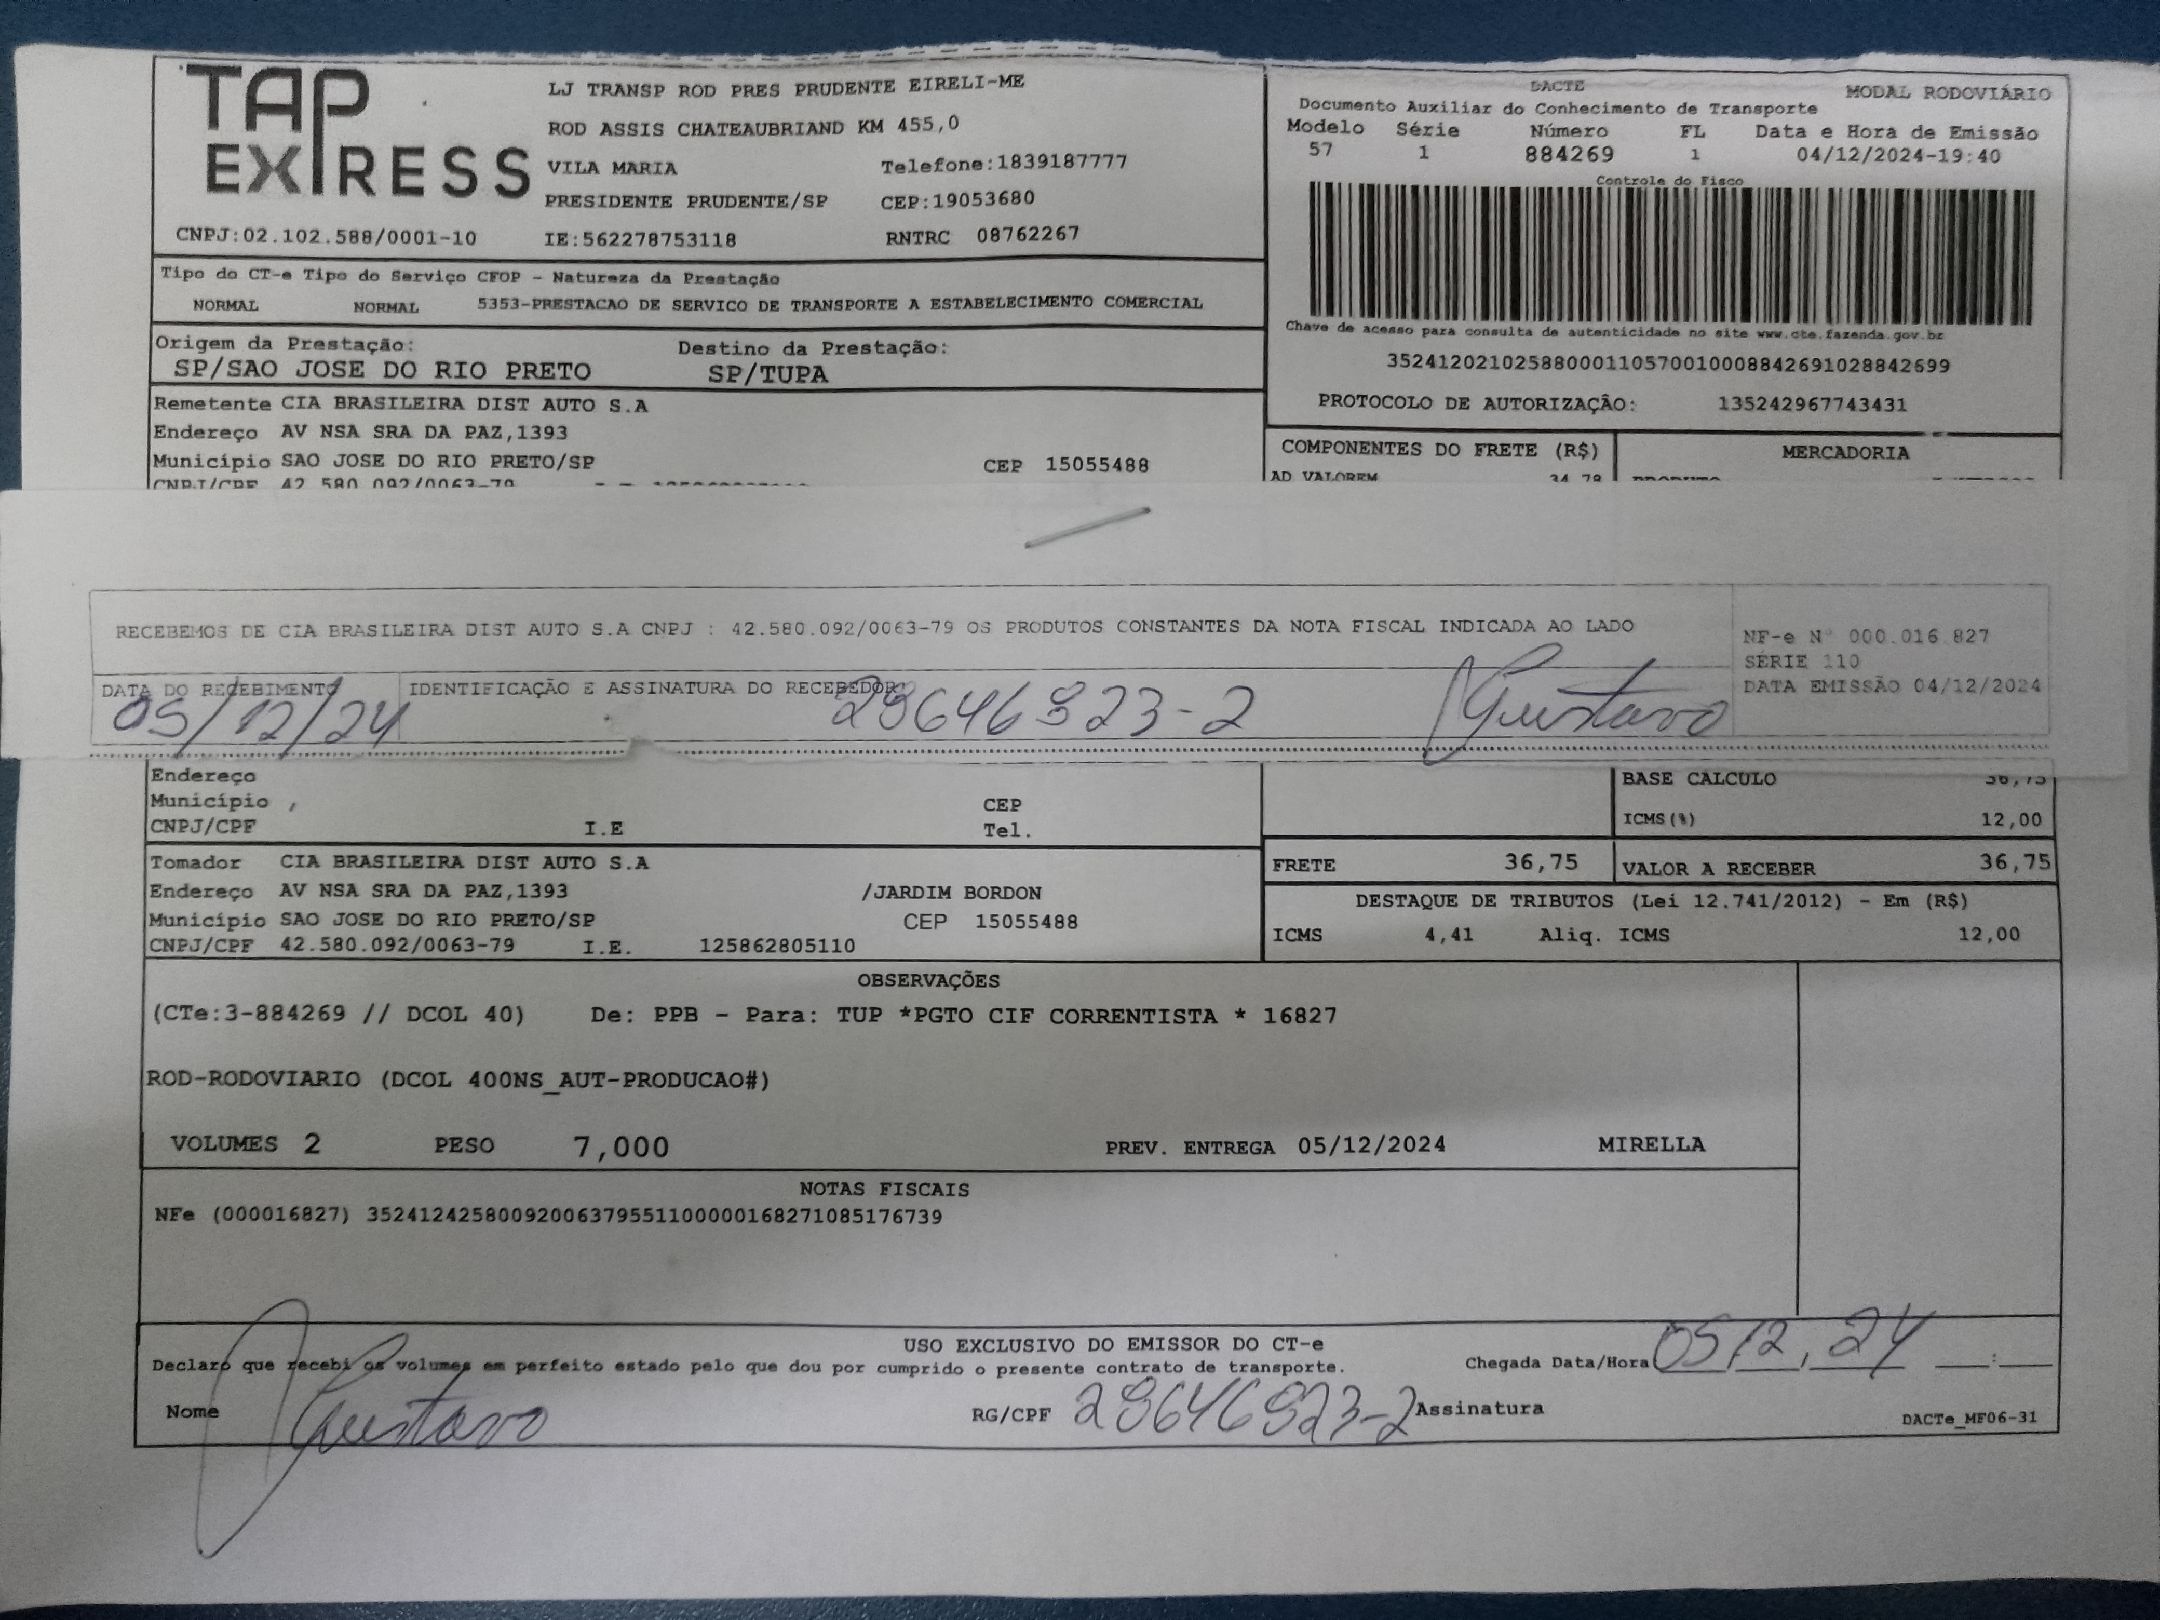 TAP EXPRESS
LJ TRANSP ROD PRES PRUDENTE EIRELI-ME
ROD ASSIS CHATEAUBRIAND KM 455,0
VILA MARIA Telefone:1839187777
PRESIDENTE PRUDENTE/SP CEP:19053680
CNPJ:02.102.588/0001-10 IE:562278753118 RNTRC 08762267
DACTE MODAL RODOVIÁRIO
Documento Auxiliar do Conhecimento de Transporte
Modelo Série Número FL Data e Hora de Emissão
57 1 884269 1 04/12/2024-19:40
Controle do Fisco
Chave de acesso para consulta de autenticidade no site www.cte.fazenda.gov.br
35241202102588000110570010008842691028842699
PROTOCOLO DE AUTORIZAÇÃO: 135242967743431
Tipo do CT-e Tipo do Serviço CFOP - Natureza da Prestação
NORMAL NORMAL 5353-PRESTACAO DE SERVICO DE TRANSPORTE A ESTABELECIMENTO COMERCIAL
Origem da Prestação: Destino da Prestação:
SP/SAO JOSE DO RIO PRETO SP/TUPA
Remetente CIA BRASILEIRA DIST AUTO S.A
Endereço AV NSA SRA DA PAZ,1393
Município SAO JOSE DO RIO PRETO/SP CEP 15055488
CNPJ/CPF 42.580.092/0063-79
COMPONENTES DO FRETE (R$) MERCADORIA
AD VALOREM 34,78
RECEBEMOS DE CIA BRASILEIRA DIST AUTO S.A CNPJ : 42.580.092/0063-79 OS PRODUTOS CONSTANTES DA NOTA FISCAL INDICADA AO LADO
NF-e Nº 000.016.827
SÉRIE 110
DATA EMISSÃO 04/12/2024
DATA DO RECEBIMENTO IDENTIFICAÇÃO E ASSINATURA DO RECEBEDOR
05/12/24 29646923-2 Gustavo
Endereço
Município , CEP
CNPJ/CPF I.E Tel.
BASE CALCULO 36,75
ICMS(%) 12,00
Tomador CIA BRASILEIRA DIST AUTO S.A
Endereço AV NSA SRA DA PAZ,1393 /JARDIM BORDON
Município SAO JOSE DO RIO PRETO/SP CEP 15055488
CNPJ/CPF 42.580.092/0063-79 I.E. 125862805110
FRETE 36,75 VALOR A RECEBER 36,75
DESTAQUE DE TRIBUTOS (Lei 12.741/2012) - Em (R$)
ICMS 4,41 Aliq. ICMS 12,00
OBSERVAÇÕES
(CTe:3-884269 // DCOL 40) De: PPB - Para: TUP *PGTO CIF CORRENTISTA * 16827
ROD-RODOVIARIO (DCOL 400NS_AUT-PRODUCAO#)
VOLUMES 2 PESO 7,000 PREV. ENTREGA 05/12/2024 MIRELLA
NOTAS FISCAIS
NFe (000016827) 35241242580092006379551100000168271085176739
USO EXCLUSIVO DO EMISSOR DO CT-e
Declaro que recebi os volumes em perfeito estado pelo que dou por cumprido o presente contrato de transporte. Chegada Data/Hora 05/12, 24 :
Nome Gustavo RG/CPF 29646923-2 Assinatura
DACTe_MF06-31